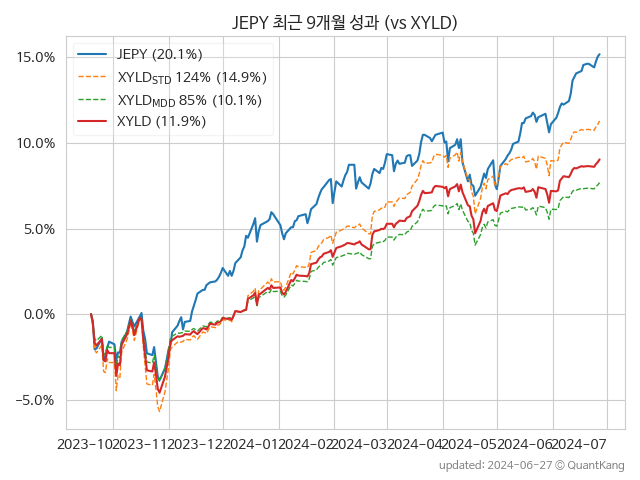 JEPY 최근 9개월 성과 (vs XYLD)
JEPY (20.1%)
XYLD_STD 124% (14.9%)
XYLD_MDD 85% (10.1%)
XYLD (11.9%)
15.0%
10.0%
5.0%
0.0%
−5.0%
2023-10 2023-11 2023-12 2024-01 2024-02 2024-03 2024-04 2024-05 2024-06 2024-07
updated: 2024-06-27 © QuantKang